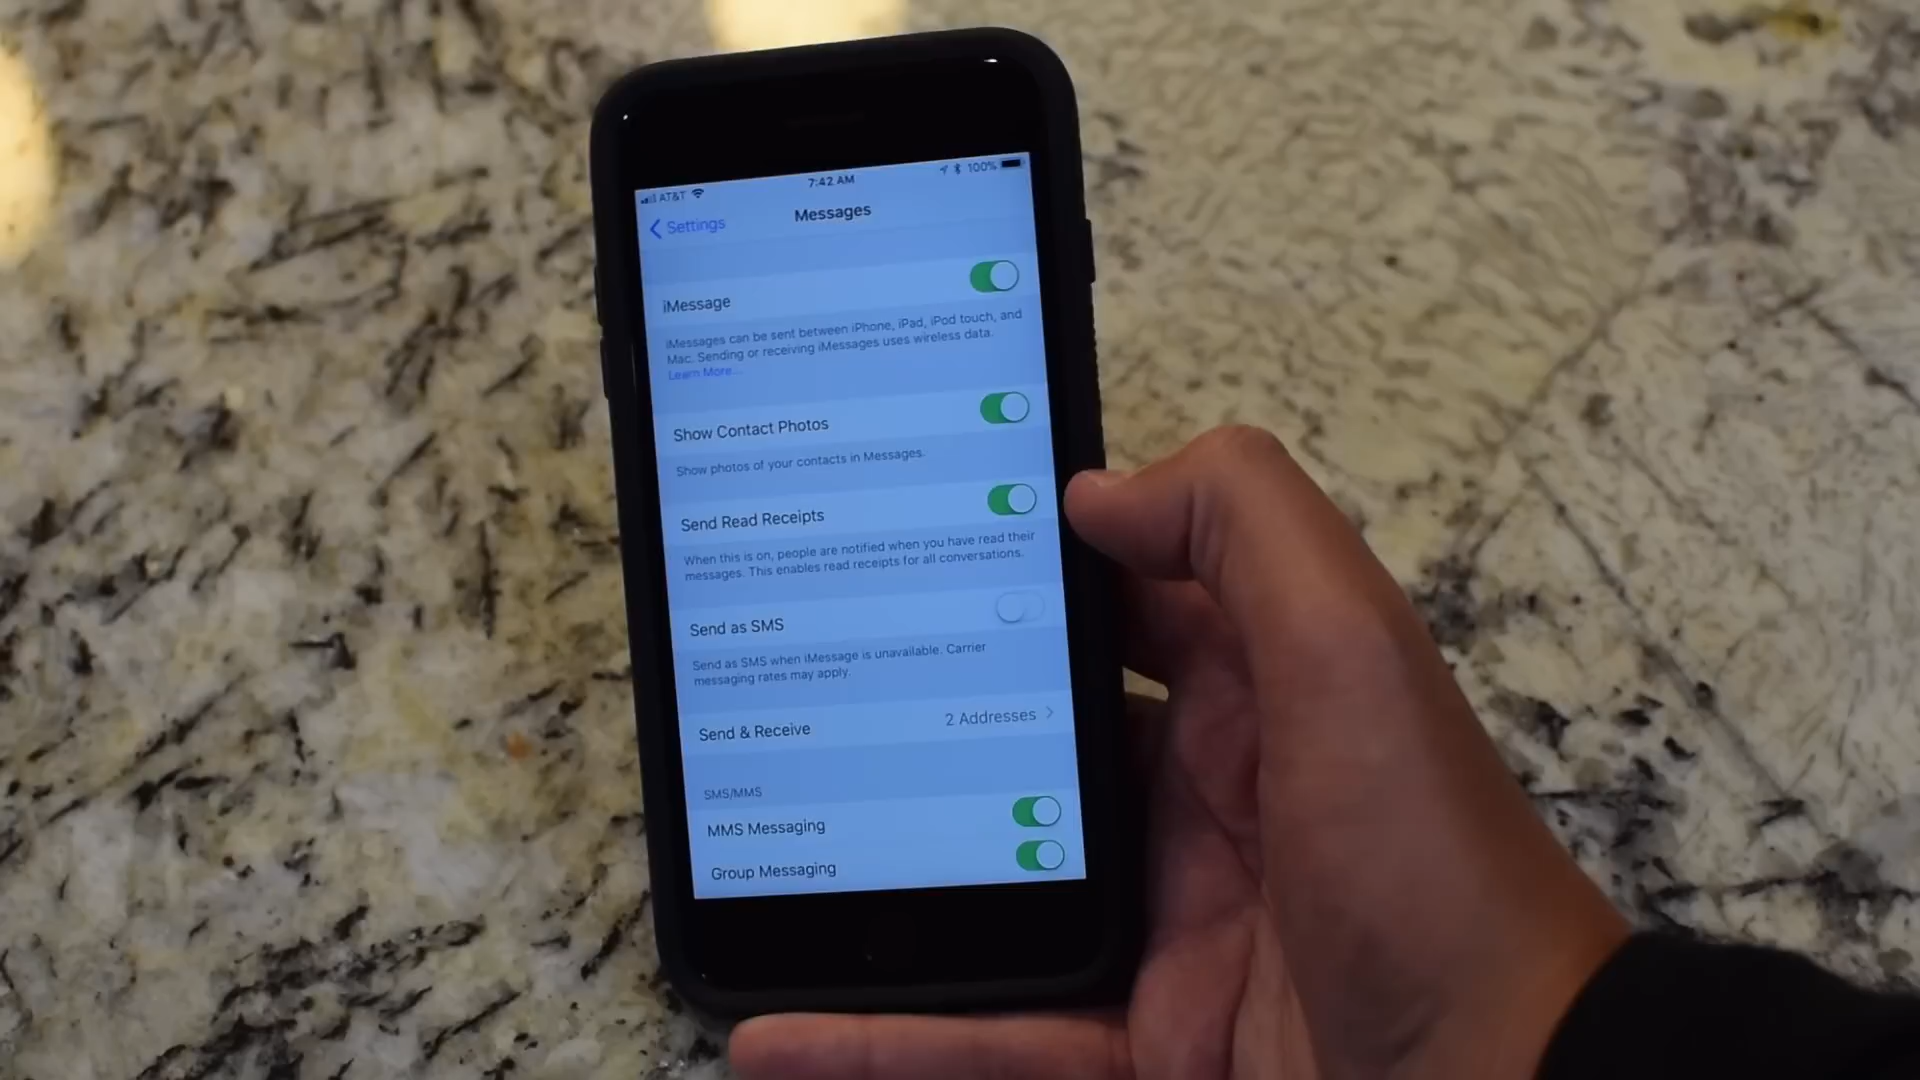 AT&T 7:42 AM 100%
Settings Messages
iMessage
iMessages can be sent between iPhone, iPad, iPod touch, and
Mac. Sending or receiving iMessages uses wireless data.
Learn More...
Show Contact Photos
Show photos of your contacts in Messages.
Send Read Receipts
When this is on, people are notified when you have read their
messages. This enables read receipts for all conversations.
Send as SMS
Send as SMS when iMessage is unavailable. Carrier
messaging rates may apply.
Send & Receive 2 Addresses
SMS/MMS
MMS Messaging
Group Messaging